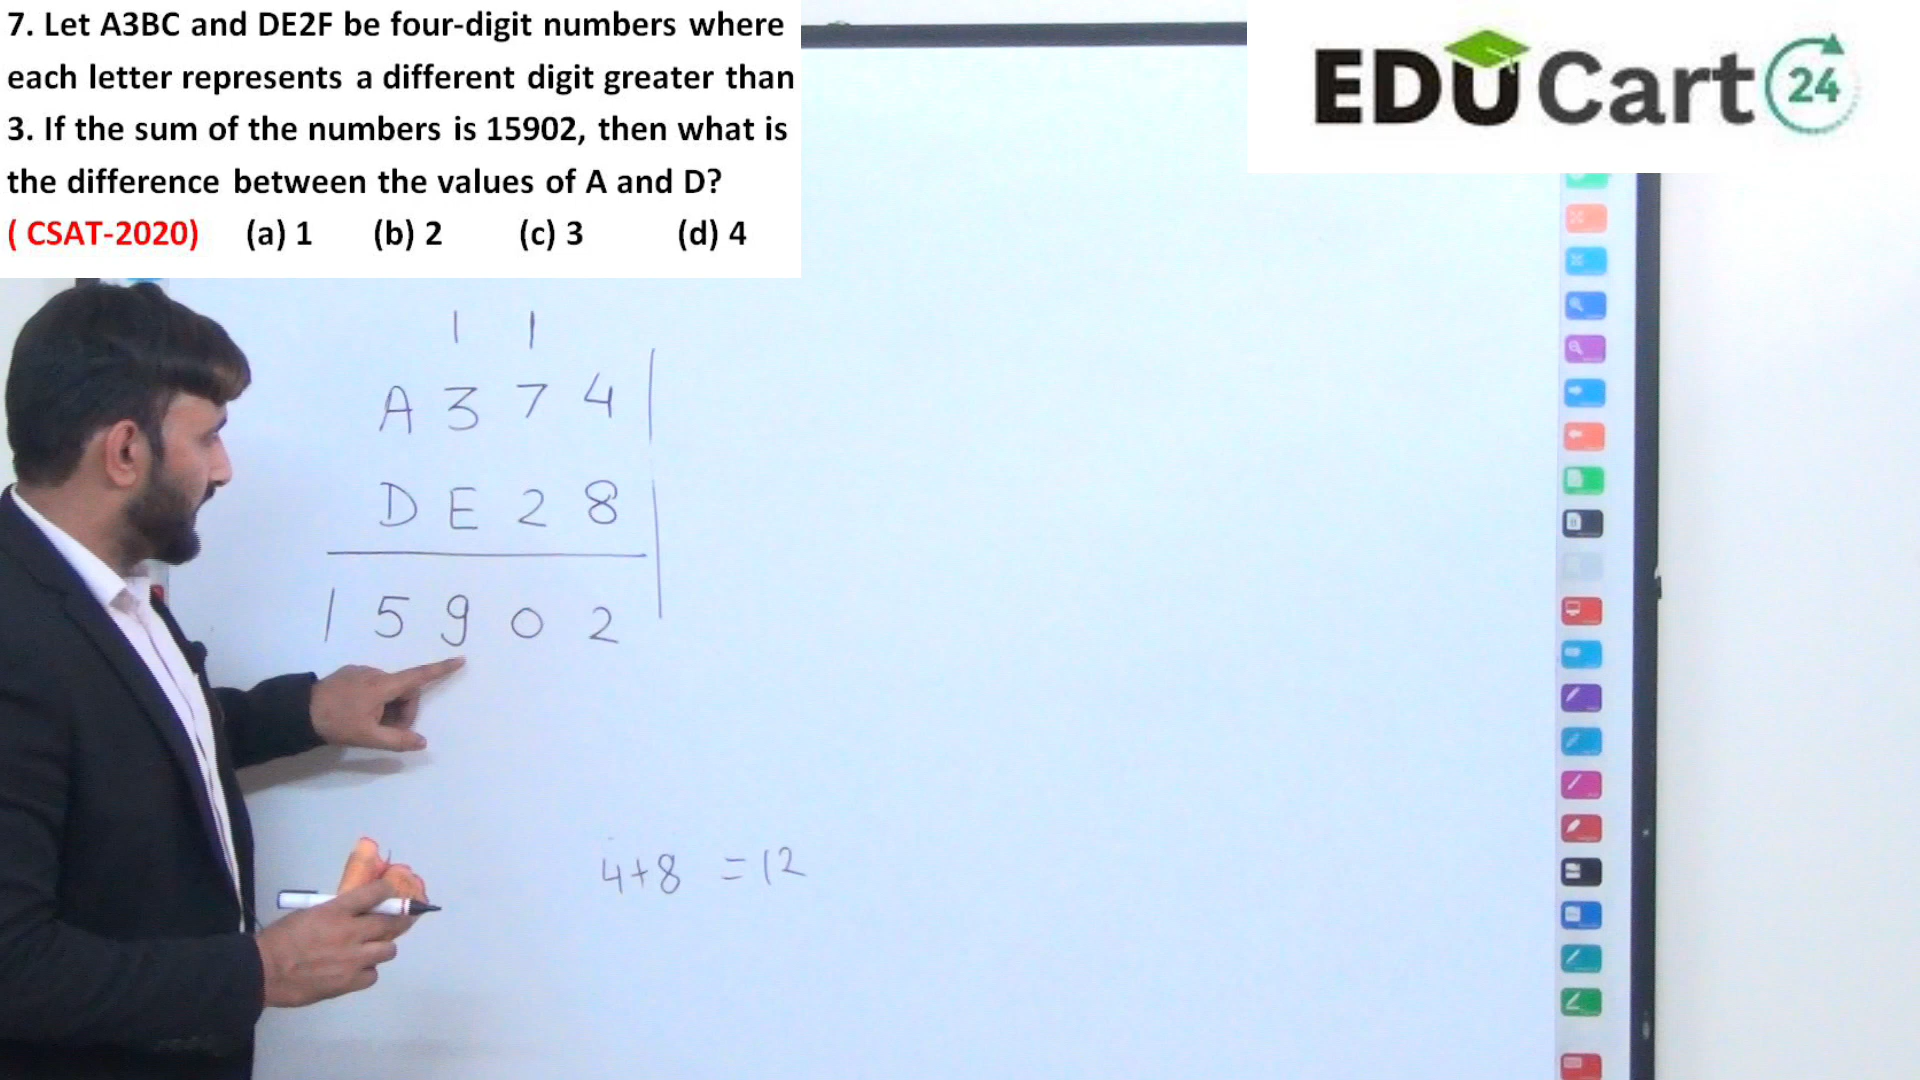 7. Let A3BC and DE2F be four-digit numbers where
each letter represents a different digit greater than
3. If the sum of the numbers is 15902, then what is
the difference between the values of A and D?
( CSAT-2020) (a) 1 (b) 2 (c) 3 (d) 4
EDUCart 24
1 1
A 3 7 4
D E 2 8
1 5 9 0 2
4+8 = 12